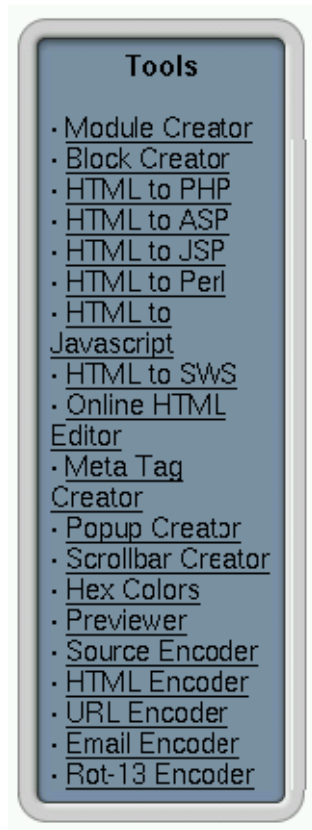 Tools
· Module Creator
· Block Creator
· HTML to PHP
· HTML to ASP
· HTML to JSP
· HTML to Perl
· HTML to
Javascript
· HTML to SWS
· Online HTML
Editor
· Meta Tag
Creator
· Popup Creator
· Scrollbar Creator
· Hex Colors
· Previewer
· Source Encoder
· HTML Encoder
· URL Encoder
· Email Encoder
· Rot-13 Encoder